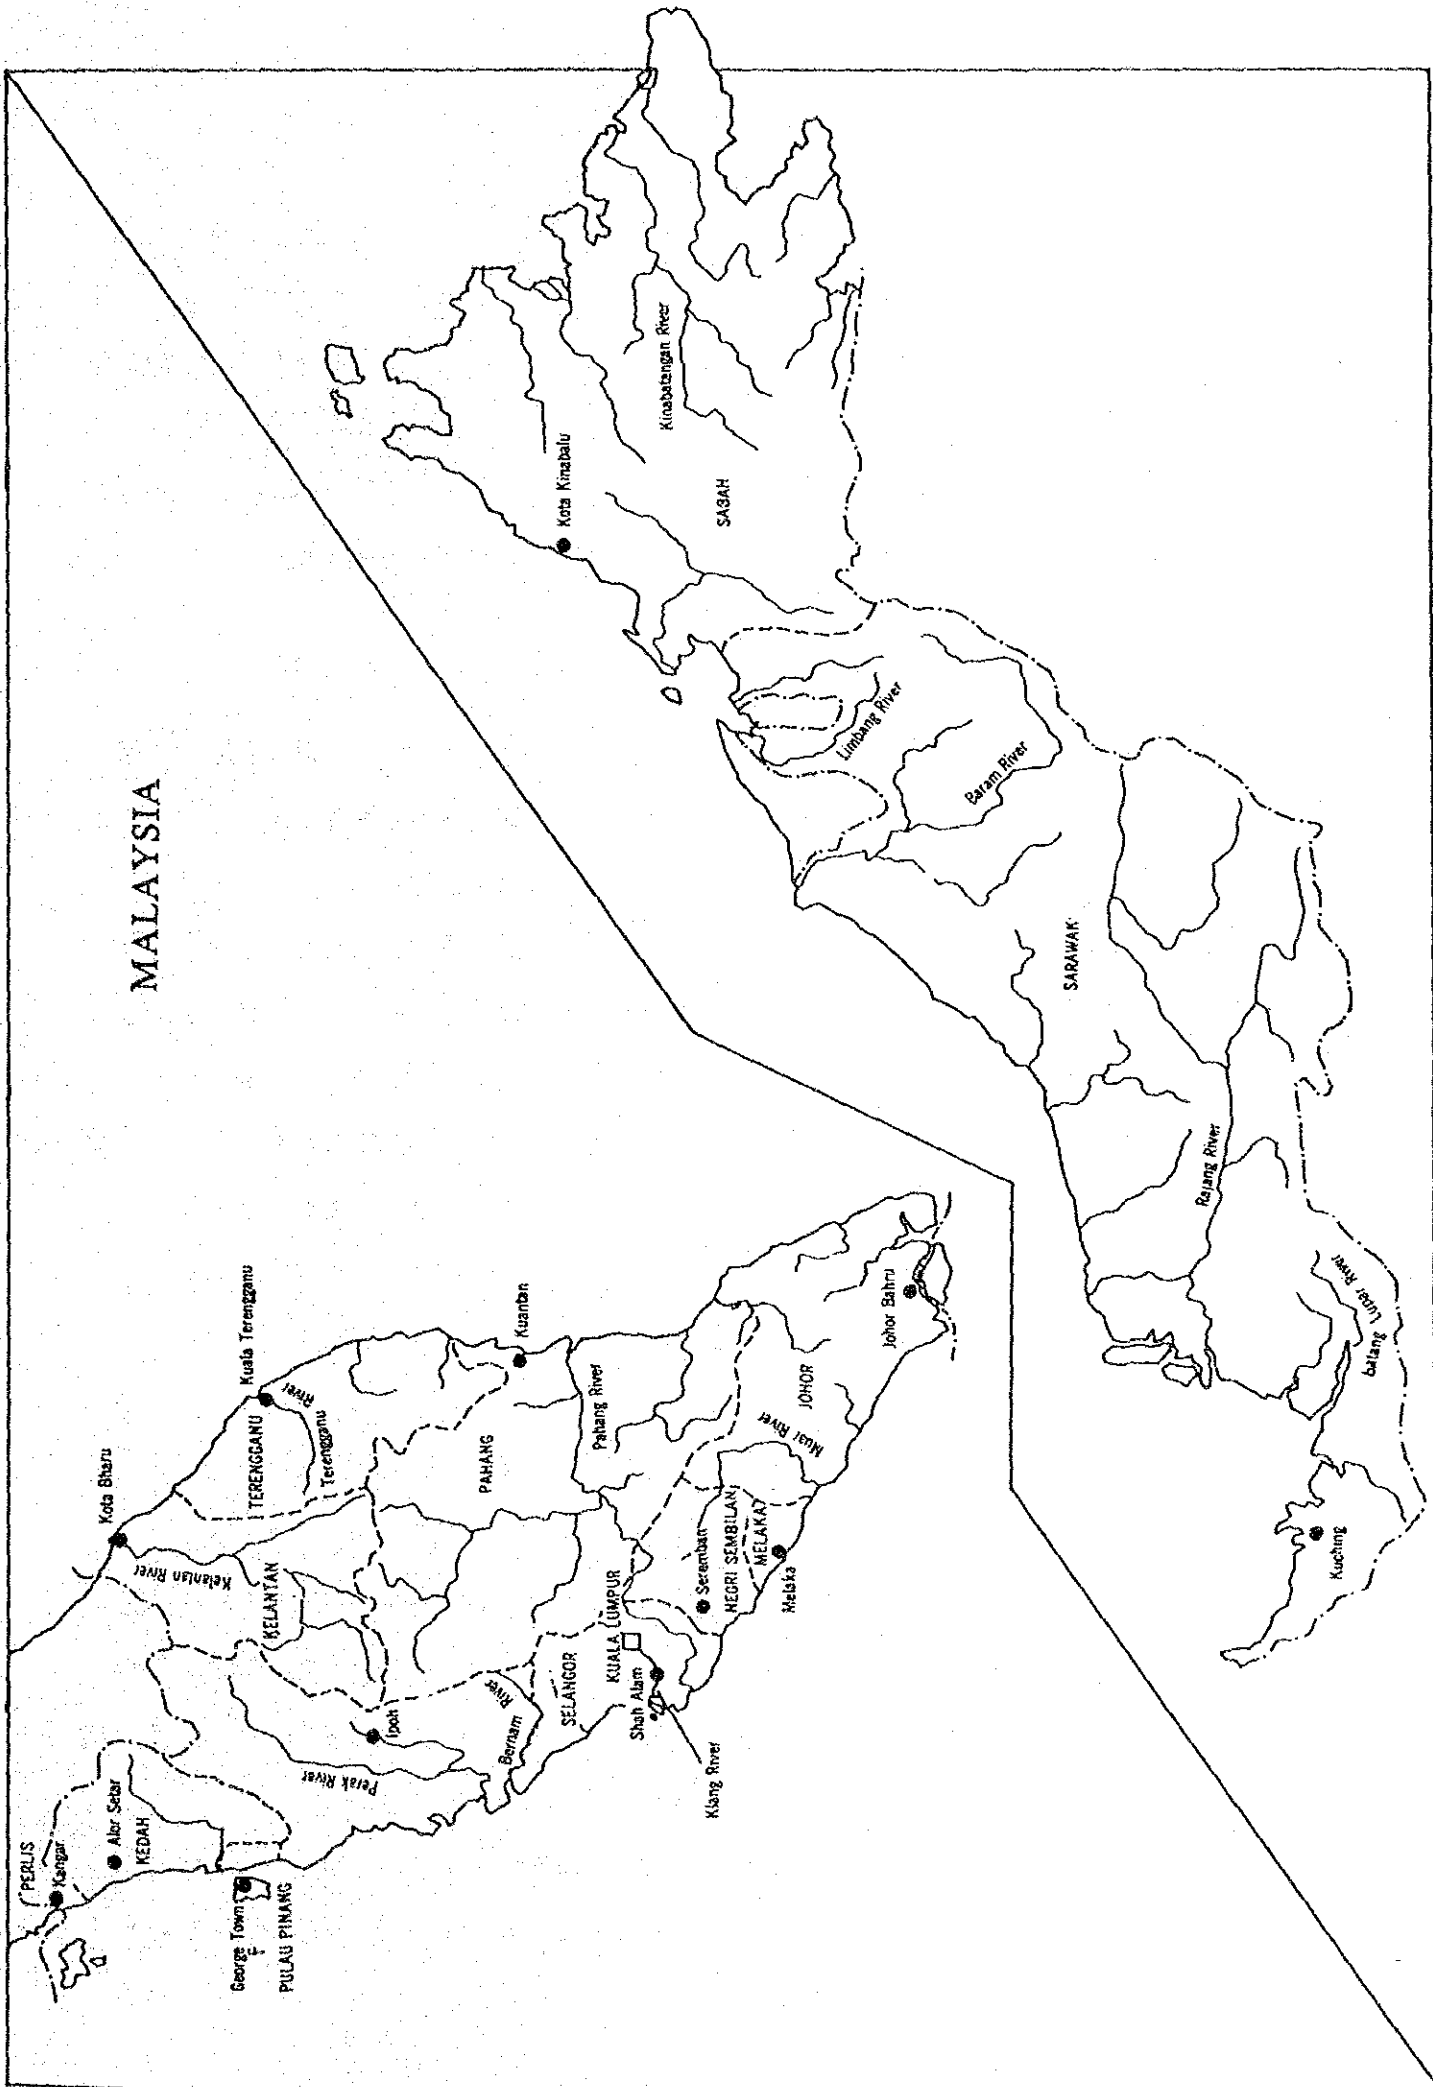 MALAYSIA
PERLIS
Kangar
Alor Setar
KEDAH
George Town
PULAU PINANG
Kota Bharu
Kelantan River
KELANTAN
Kuala Terengganu
TERENGGANU
Terengganu
River
Perak River
Ipoh
PAHANG
Kuantan
Pahang River
Bernam
River
SELANGOR
KUALA LUMPUR
Shah Alam
Klang River
Seremban
NEGRI SEMBILAN
MELAKA
Melaka
Muar River
JOHOR
Johor Bahru
Kota Kinabalu
Kinabatangan River
SABAH
Limbang River
Baram River
SARAWAK
Rajang River
batang Lupar River
Kuching